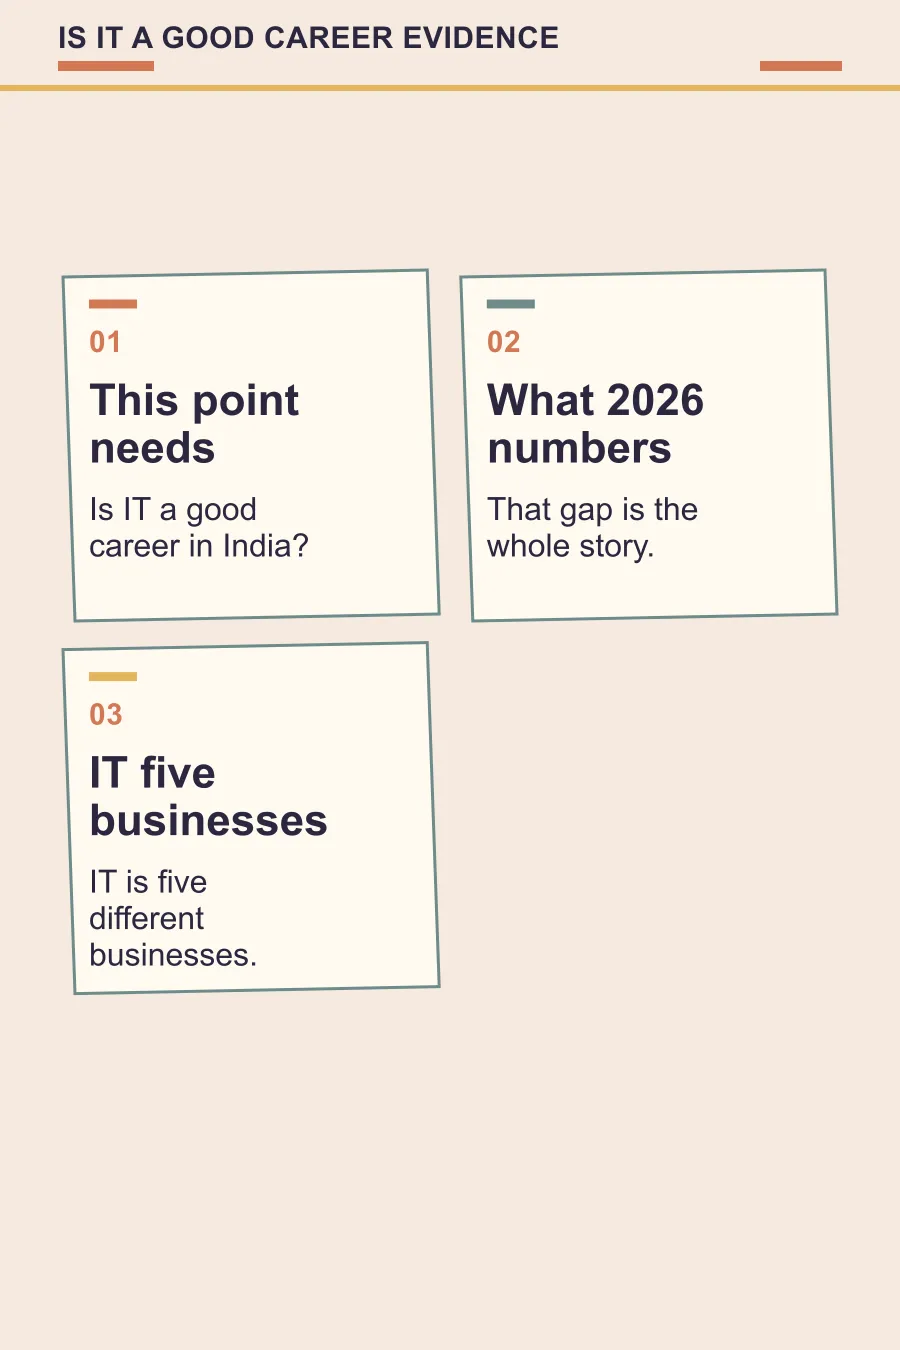 IS IT A GOOD CAREER EVIDENCE
01
This point
needs
Is IT a good
career in India?
02
What 2026
numbers
That gap is the
whole story.
03
IT five
businesses
IT is five
different
businesses.